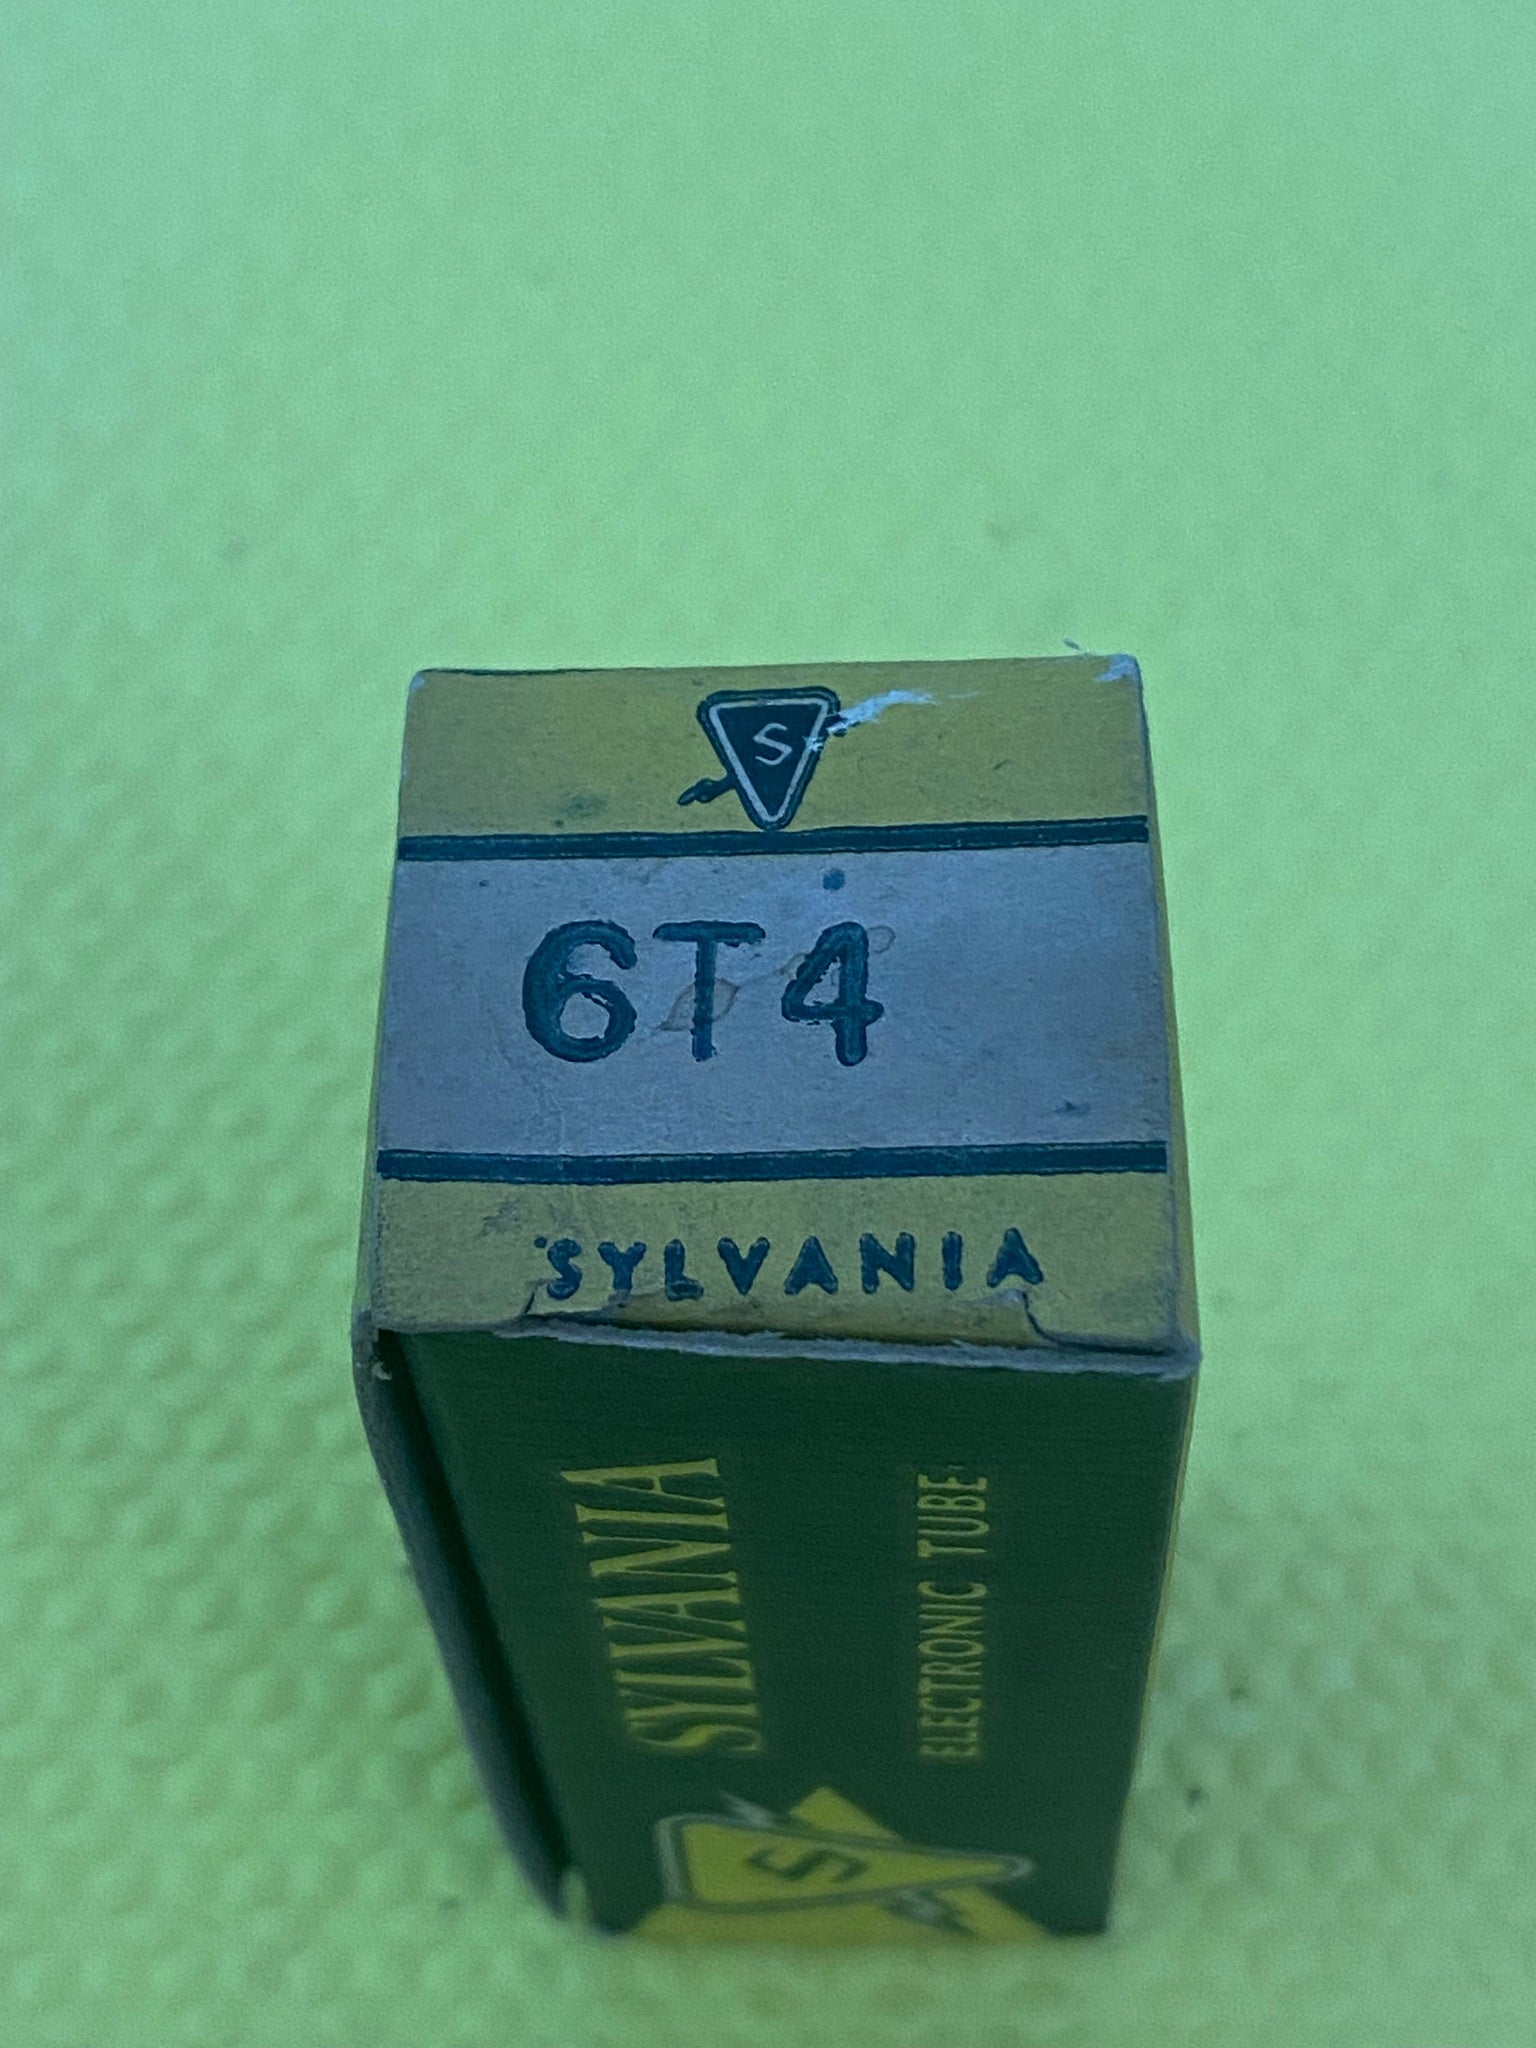 S
6T4
SYLVANIA
SYLVANIA
ELECTRONIC TUBE
S